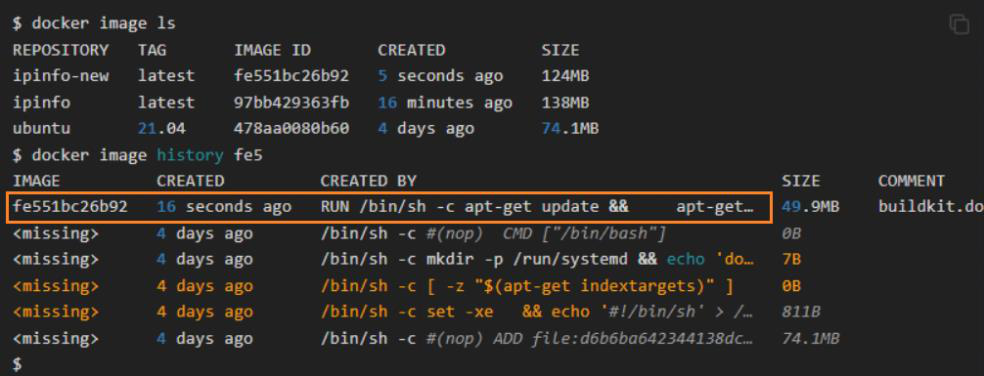 $ docker image ls
REPOSITORY TAG IMAGE ID CREATED SIZE
ipinfo-new latest fe551bc26b92 5 seconds ago 124MB
ipinfo latest 97bb429363fb 16 minutes ago 138MB
ubuntu 21.04 478aa0080b60 4 days ago 74.1MB
$ docker image history fe5
IMAGE CREATED CREATED BY SIZE COMMENT
fe551bc26b92 16 seconds ago RUN /bin/sh -c apt-get update && apt-get… 49.9MB buildkit.do
<missing> 4 days ago /bin/sh -c #(nop) CMD ["/bin/bash"] 0B
<missing> 4 days ago /bin/sh -c mkdir -p /run/systemd && echo 'do… 7B
<missing> 4 days ago /bin/sh -c [ -z "$(apt-get indextargets)" ] 0B
<missing> 4 days ago /bin/sh -c set -xe && echo '#!/bin/sh' > /… 811B
<missing> 4 days ago /bin/sh -c #(nop) ADD file:d6b6ba642344138dc… 74.1MB
$